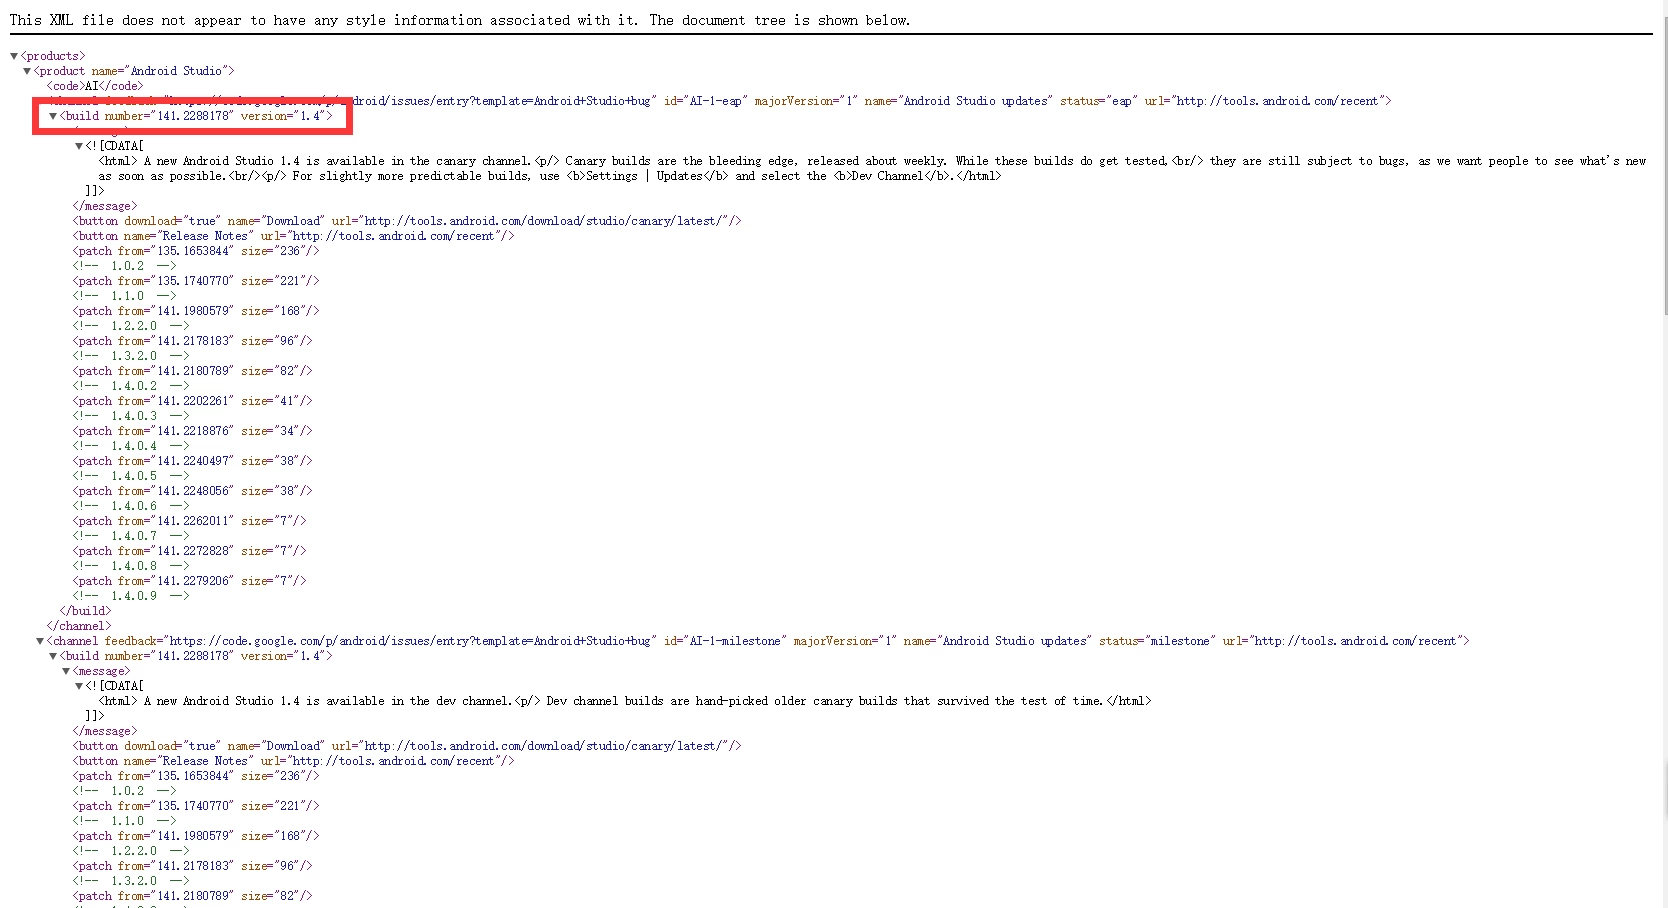 This XML file does not appear to have any style information associated with it. The document tree is shown below.
▼<products>
▼<product name="Android Studio">
<code>AI</code>
feedback="https://code.google.com/p/android/issues/entry?template=Android+Studio+bug" id="AI-1-eap" majorVersion="1" name="Android Studio updates" status="eap" url="http://tools.android.com/recent">
▼<build number="141.2288178" version="1.4">
▼<![CDATA[
<html> A new Android Studio 1.4 is available in the canary channel.<p/> Canary builds are the bleeding edge, released about weekly. While these builds do get tested,<br/> they are still subject to bugs, as we want people to see what's new
as soon as possible.<br/><p/> For slightly more predictable builds, use <b>Settings | Updates</b> and select the <b>Dev Channel</b>.</html>
]]>
</message>
<button download="true" name="Download" url="http://tools.android.com/download/studio/canary/latest/"/>
<button name="Release Notes" url="http://tools.android.com/recent"/>
<patch from="135.1653844" size="236"/>
<!-- 1.0.2 -->
<patch from="135.1740770" size="221"/>
<!-- 1.1.0 -->
<patch from="141.1980579" size="168"/>
<!-- 1.2.2.0 -->
<patch from="141.2178183" size="96"/>
<!-- 1.3.2.0 -->
<patch from="141.2180789" size="82"/>
<!-- 1.4.0.2 -->
<patch from="141.2202261" size="41"/>
<!-- 1.4.0.3 -->
<patch from="141.2218876" size="34"/>
<!-- 1.4.0.4 -->
<patch from="141.2240497" size="38"/>
<!-- 1.4.0.5 -->
<patch from="141.2248056" size="38"/>
<!-- 1.4.0.6 -->
<patch from="141.2262011" size="7"/>
<!-- 1.4.0.7 -->
<patch from="141.2272828" size="7"/>
<!-- 1.4.0.8 -->
<patch from="141.2279206" size="7"/>
<!-- 1.4.0.9 -->
</build>
</channel>
▼<channel feedback="https://code.google.com/p/android/issues/entry?template=Android+Studio+bug" id="AI-1-milestone" majorVersion="1" name="Android Studio updates" status="milestone" url="http://tools.android.com/recent">
▼<build number="141.2288178" version="1.4">
▼<message>
▼<![CDATA[
<html> A new Android Studio 1.4 is available in the dev channel.<p/> Dev channel builds are hand-picked older canary builds that survived the test of time.</html>
]]>
</message>
<button download="true" name="Download" url="http://tools.android.com/download/studio/canary/latest/"/>
<button name="Release Notes" url="http://tools.android.com/recent"/>
<patch from="135.1653844" size="236"/>
<!-- 1.0.2 -->
<patch from="135.1740770" size="221"/>
<!-- 1.1.0 -->
<patch from="141.1980579" size="168"/>
<!-- 1.2.2.0 -->
<patch from="141.2178183" size="96"/>
<!-- 1.3.2.0 -->
<patch from="141.2180789" size="82"/>